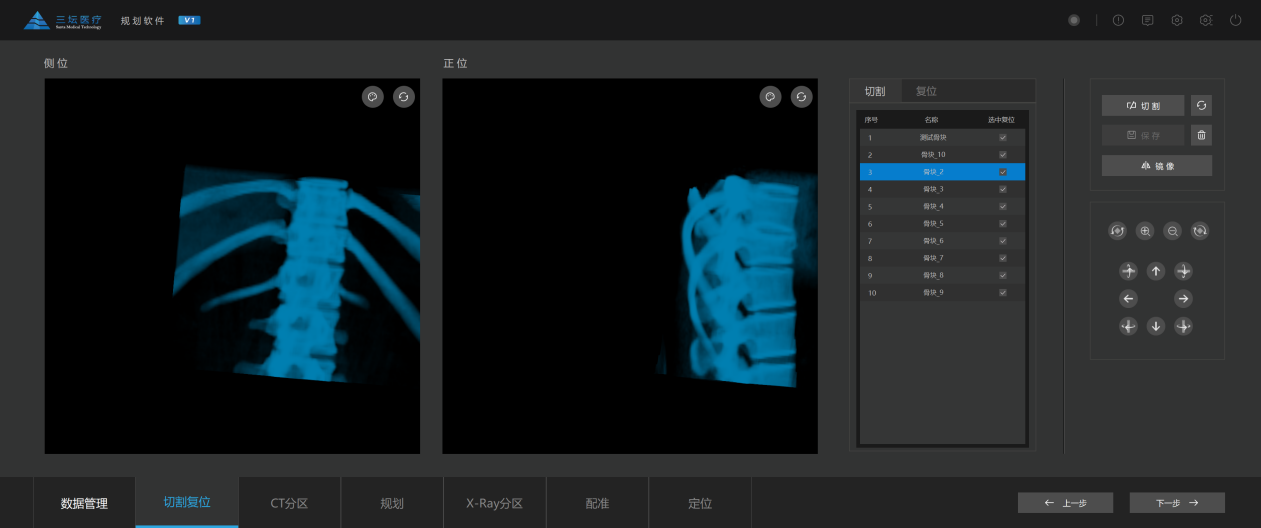 三坛医疗
Santa Medical Technology
规划软件
V1
侧位
正位
切割 复位
序号 名称 选中复位
1 测试骨块
2 骨块_10
3 骨块_2
4 骨块_3
5 骨块_4
6 骨块_5
7 骨块_6
8 骨块_7
9 骨块_8
10 骨块_9
切割
保存
镜像
数据管理 切割复位 CT分区 规划 X-Ray分区 配准 定位
上一步 下一步